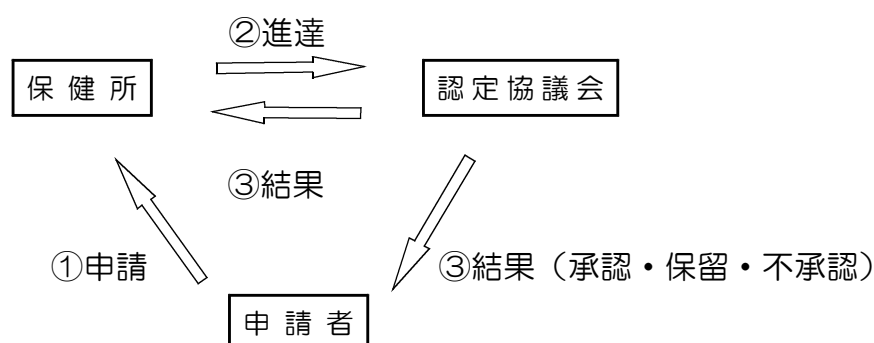 ②進達
保健所
認定協議会
③結果
①申請
③結果（承認・保留・不承認）
申請者